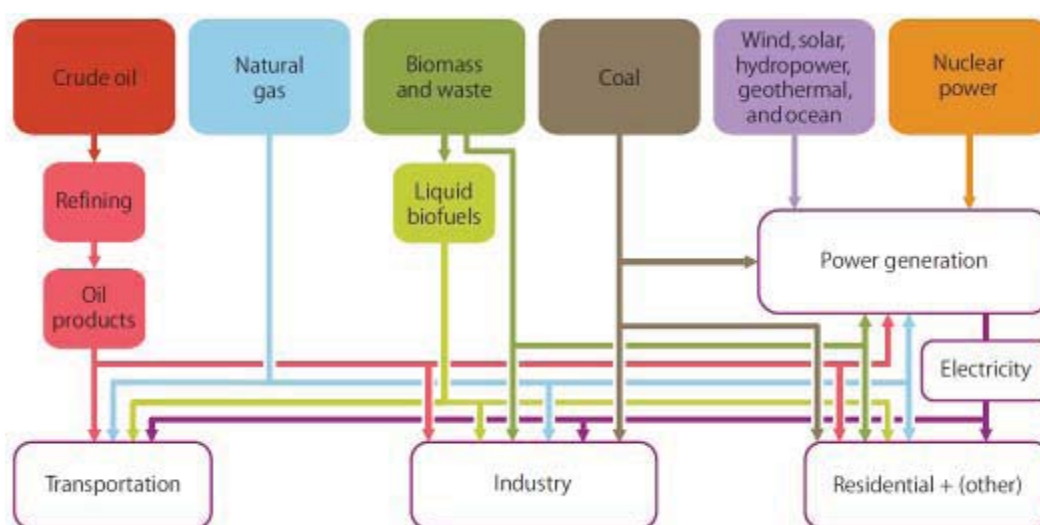 Crude oil
Natural
gas
Biomass
and waste
Coal
Wind, solar,
hydropower,
geothermal,
and ocean
Nuclear
power
Refining
Liquid
biofuels
Power generation
Oil
products
Electricity
Transportation
Industry
Residential + (other)